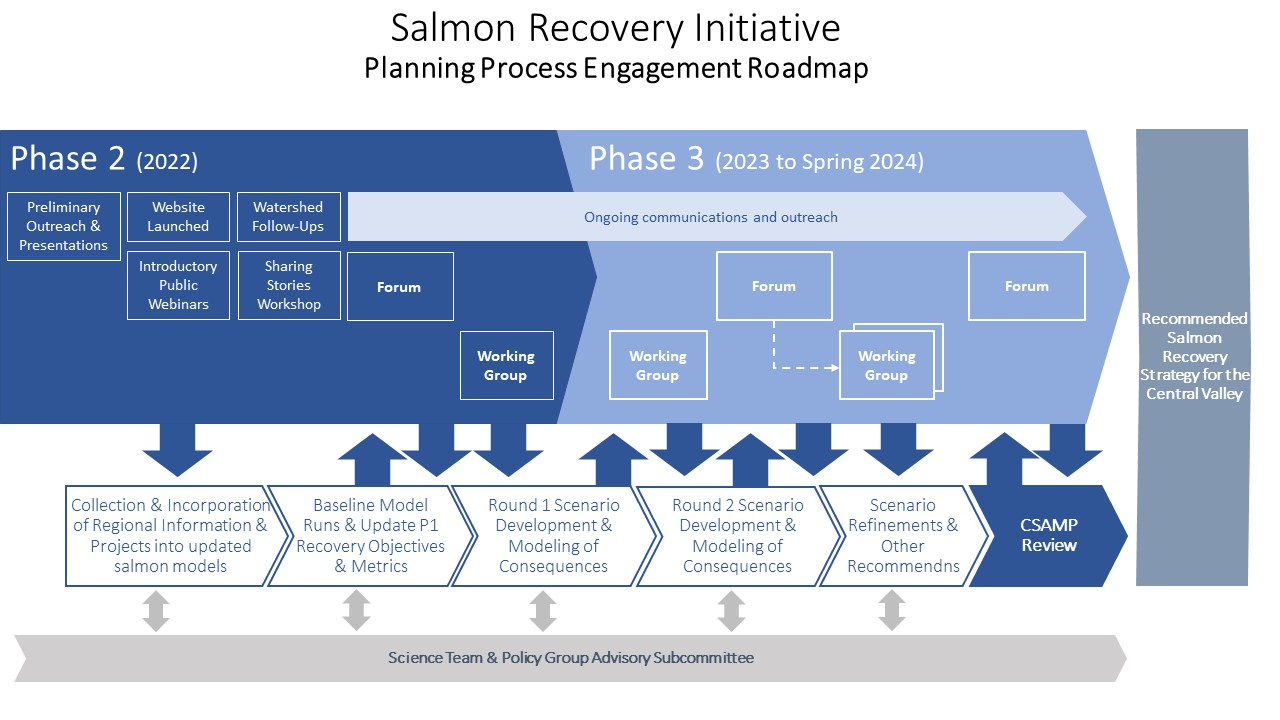 Salmon Recovery Initiative
Planning Process Engagement Roadmap
Phase 2 (2022)
Phase 3 (2023 to Spring 2024)
Preliminary
Outreach &
Presentations
Website
Launched
Watershed
Follow-Ups
Ongoing communications and outreach
Introductory
Public
Webinars
Sharing
Stories
Workshop
Forum
Forum
Forum
Working
Group
Working
Group
Working
Group
Recommended
Salmon
Recovery
Strategy for the
Central Valley
Collection & Incorporation
of Regional Information &
Projects into updated
salmon models
Baseline Model
Runs & Update P1
Recovery Objectives
& Metrics
Round 1 Scenario
Development &
Modeling of
Consequences
Round 2 Scenario
Development &
Modeling of
Consequences
Scenario
Refinements &
Other
Recommendns
CSAMP
Review
Science Team & Policy Group Advisory Subcommittee